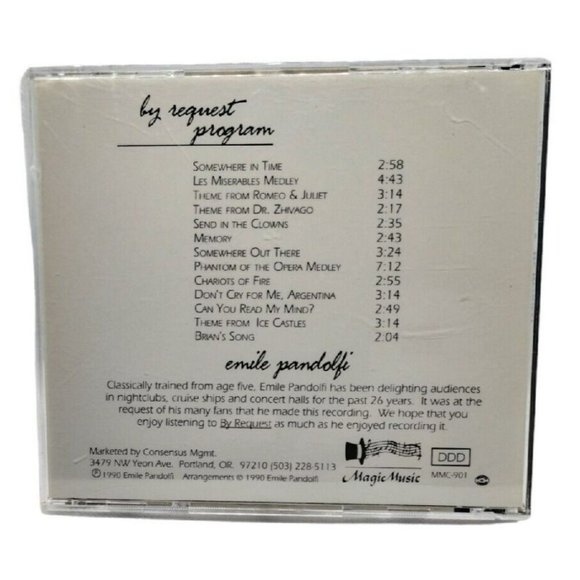 by request
program
SOMEWHERE IN TIME 2:58
LES MISERABLES MEDLEY 4:43
THEME FROM ROMEO & JULIET 3:14
THEME FROM DR. ZHIVAGO 2:17
SEND IN THE CLOWNS 2:35
MEMORY 2:43
SOMEWHERE OUT THERE 3:24
PHANTOM OF THE OPERA MEDLEY 7:12
CHARIOTS OF FIRE 2:55
DON'T CRY FOR ME, ARGENTINA 3:14
CAN YOU READ MY MIND? 2:49
THEME FROM ICE CASTLES 3:14
BRIAN'S SONG 2:04
emile pandolfi
Classically trained from age five, Emile Pandolfi has been delighting audiences
in nightclubs, cruise ships and concert halls for the past 26 years. It was at the
request of his many fans that he made this recording. We hope that you
enjoy listening to By Request as much as he enjoyed recording it.
Marketed by Consensus Mgmt.
3479 NW Yeon Ave. Portland, OR. 97210 (503) 228-5113
℗ 1990 Emile Pandolfi Arrangements © 1990 Emile Pandolfi
Magic Music
DDD
MMC-901